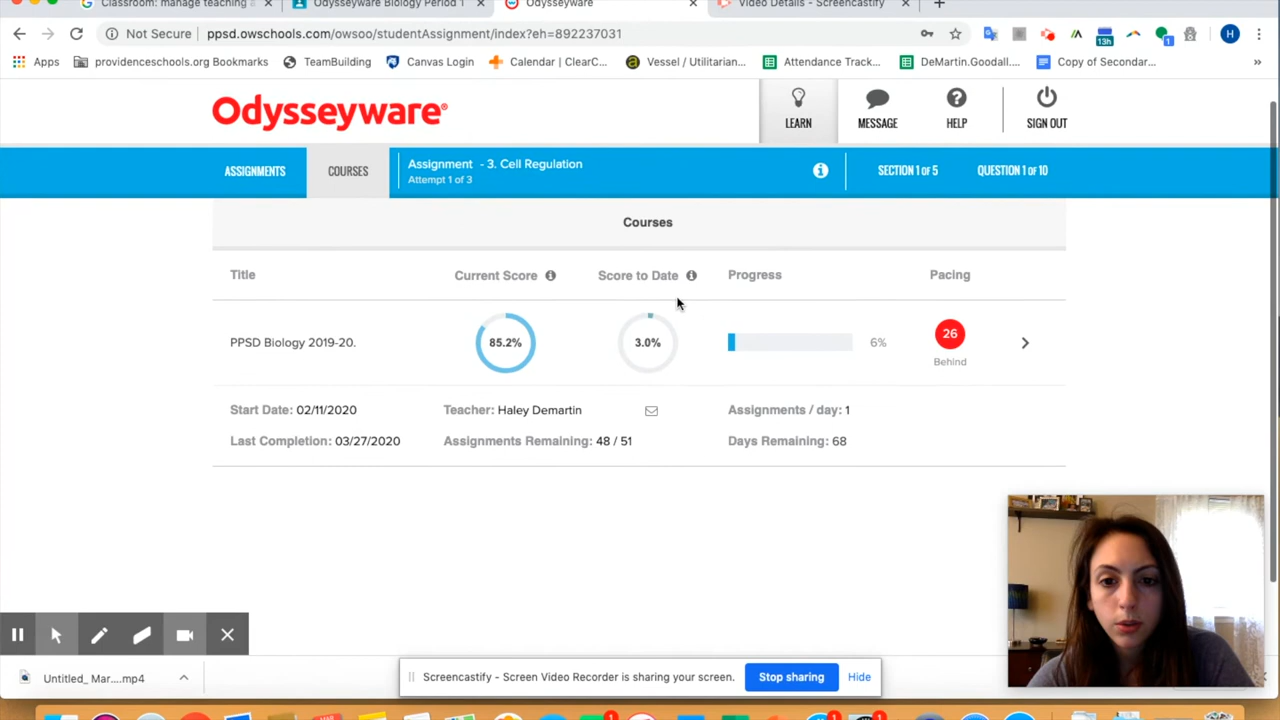 Classroom: manage teaching a
Odysseyware Biology Period 1
Odysseyware
Video Details - Screencastify
Not Secure ppsd.owschools.com/owsoo/studentAssignment/index?eh=892237031
13h
1
H
Apps
providenceschools.org Bookmarks
TeamBuilding
Canvas Login
Calendar | ClearC...
Vessel / Utilitarian...
Attendance Track...
DeMartin.Goodall....
Copy of Secondar...
»
Odysseyware®
LEARN
MESSAGE
HELP
SIGN OUT
ASSIGNMENTS
COURSES
Assignment - 3. Cell Regulation
Attempt 1 of 3
SECTION 1 of 5
QUESTION 1 of 10
Courses
Title
Current Score
Score to Date
Progress
Pacing
PPSD Biology 2019-20.
85.2%
3.0%
6%
26
Behind
Start Date: 02/11/2020
Teacher: Haley Demartin
Assignments / day: 1
Last Completion: 03/27/2020
Assignments Remaining: 48 / 51
Days Remaining: 68
Untitled_ Mar....mp4
Screencastify - Screen Video Recorder is sharing your screen.
Stop sharing
Hide